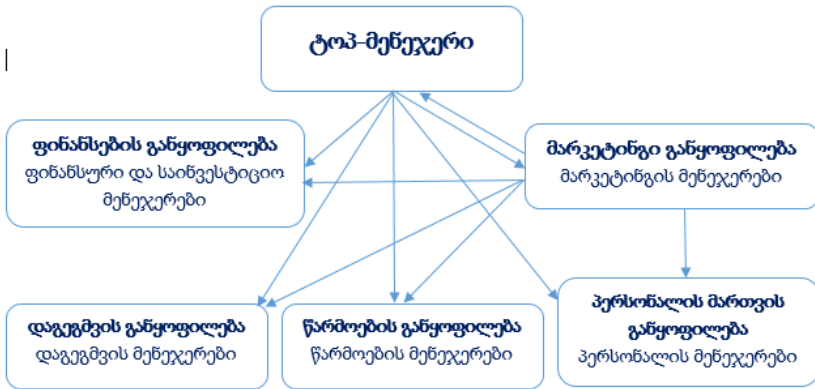 ტოპ-მენეჯერი
ფინანსების განყოფილება
ფინანსური და საინვესტიციო
მენეჯერები
მარკეტინგი განყოფილება
მარკეტინგის მენეჯერები
დაგეგმვის განყოფილება
დაგეგმვის მენეჯერები
წარმოების განყოფილება
წარმოების მენეჯერები
პერსონალის მართვის
განყოფილება
პერსონალის მენეჯერები